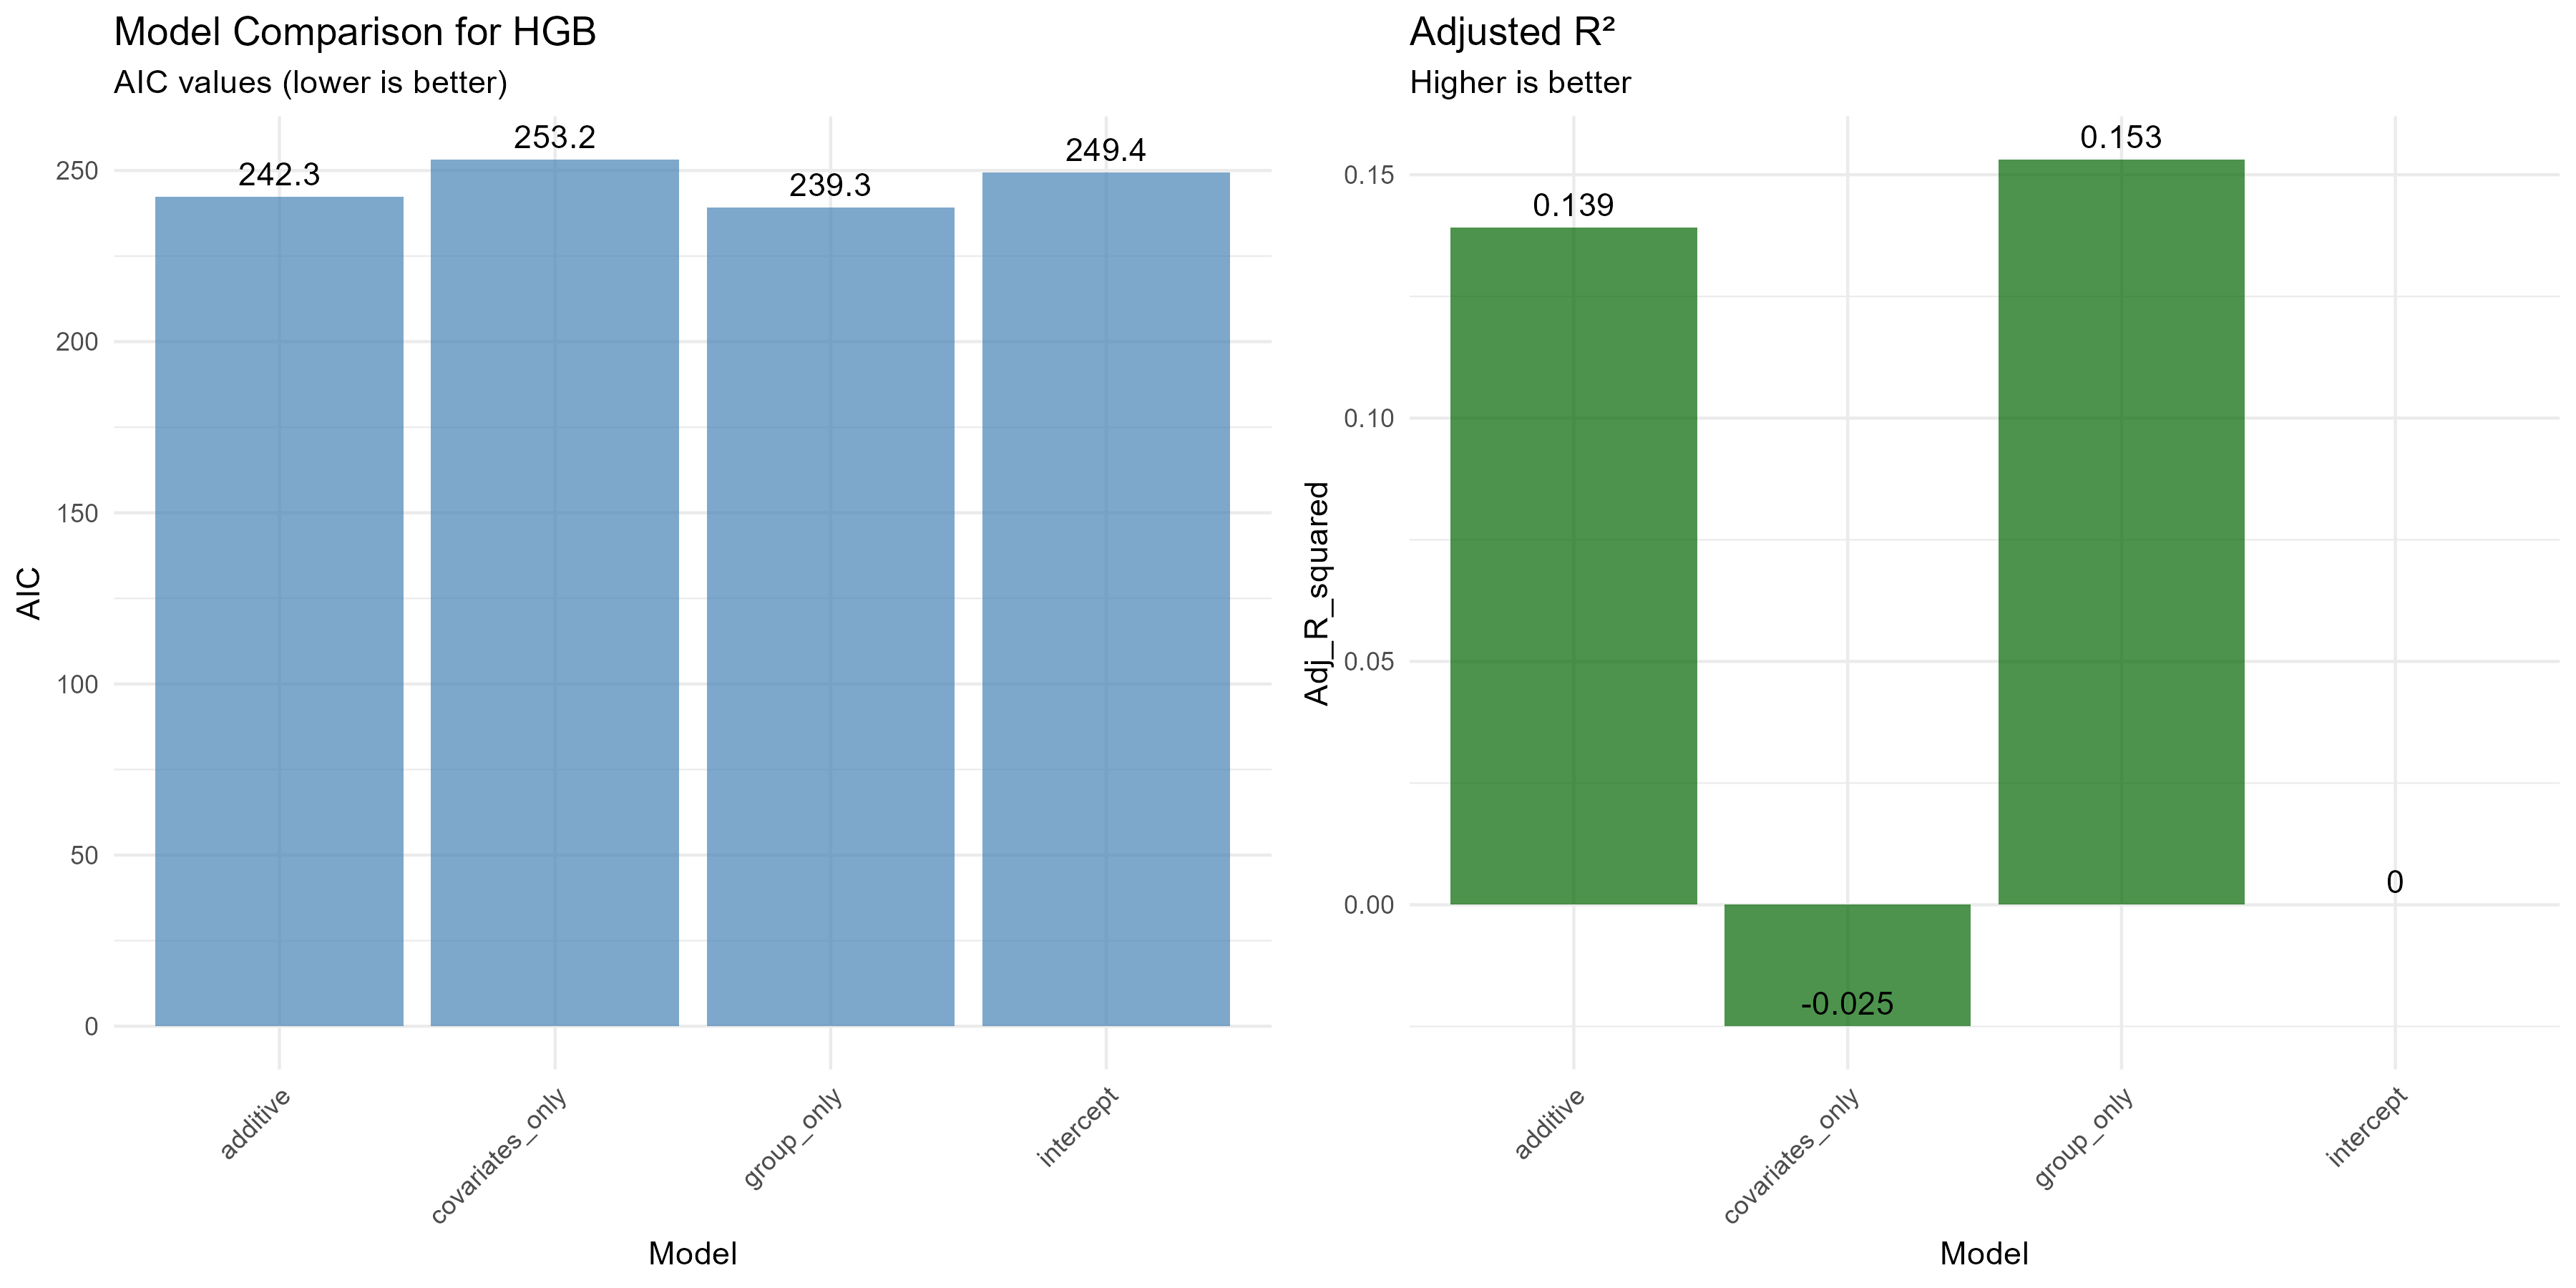 Model Comparison for HGB
AIC values (lower is better)
253.2
249.4
242.3
239.3
250
200
150
100
50
0
AIC
additive
covariates_only
group_only
intercept
Model
Adjusted R²
Higher is better
0.153
0.139
0
-0.025
0.15
0.10
0.05
0.00
Adj_R_squared
additive
covariates_only
group_only
intercept
Model